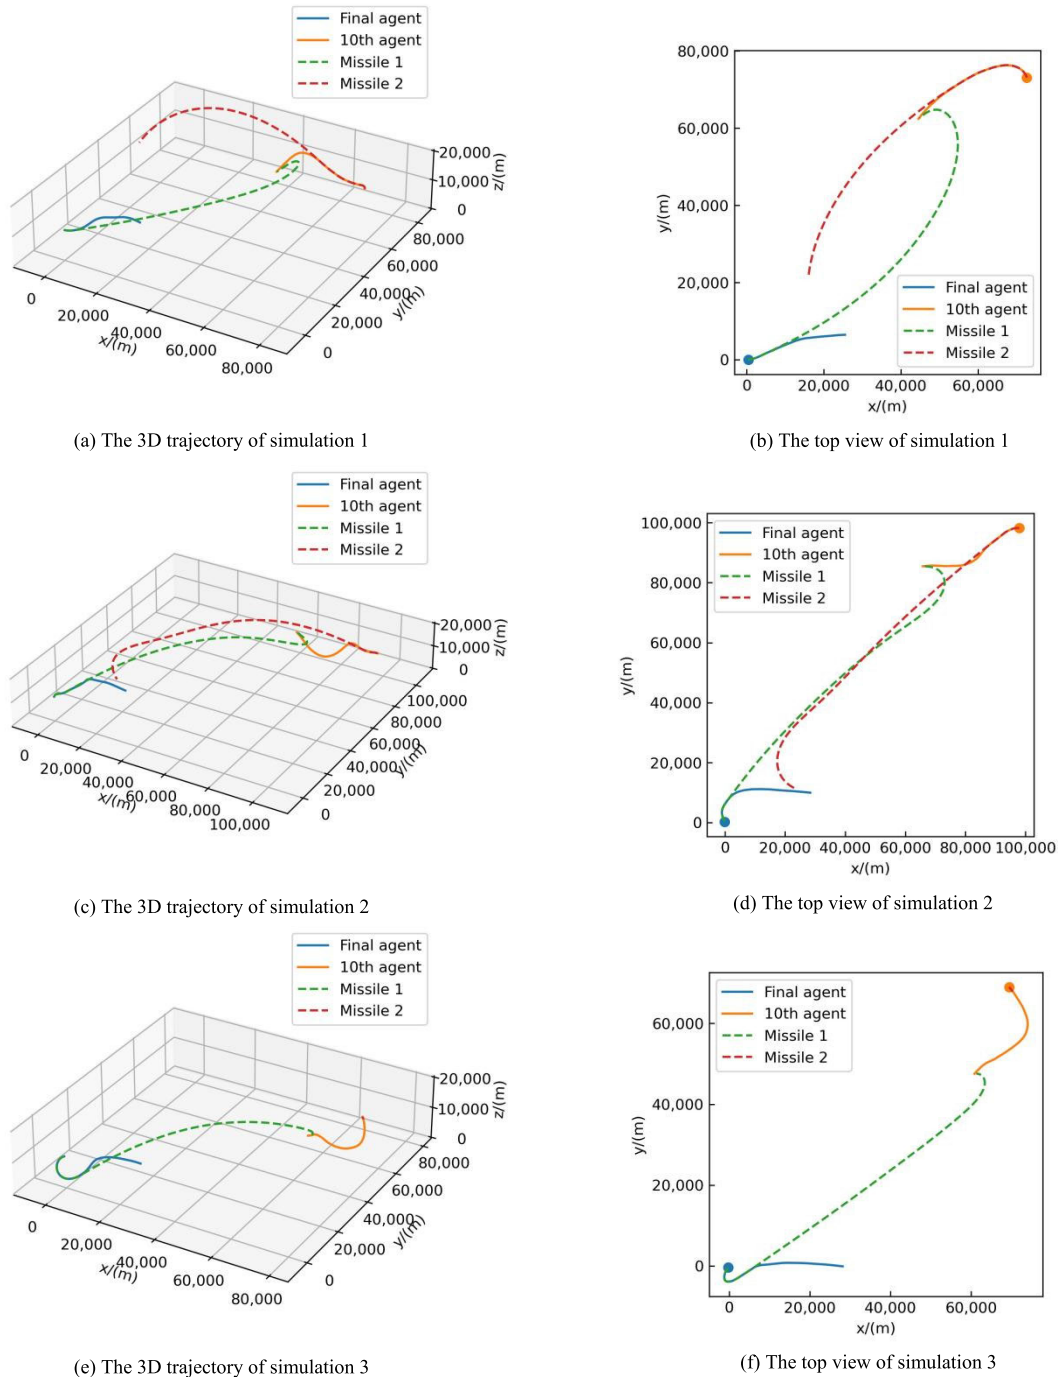 Final agent
10th agent
Missile 1
Missile 2
20,000
10,000
0
z/(m)
80,000
60,000
40,000
20,000
0
y/(m)
0
20,000
40,000
60,000
80,000
x/(m)
(a) The 3D trajectory of simulation 1
80,000
60,000
40,000
20,000
0
y/(m)
Final agent
10th agent
Missile 1
Missile 2
0
20,000
40,000
60,000
x/(m)
(b) The top view of simulation 1
Final agent
10th agent
Missile 1
Missile 2
20,000
10,000
0
z/(m)
100,000
80,000
60,000
40,000
20,000
0
y/(m)
0
20,000
40,000
60,000
80,000
100,000
x/(m)
(c) The 3D trajectory of simulation 2
100,000
80,000
60,000
40,000
20,000
0
y/(m)
Final agent
10th agent
Missile 1
Missile 2
0
20,000
40,000
60,000
80,000
100,000
x/(m)
(d) The top view of simulation 2
Final agent
10th agent
Missile 1
Missile 2
20,000
10,000
0
z/(m)
80,000
60,000
40,000
20,000
0
y/(m)
0
20,000
40,000
60,000
80,000
x/(m)
(e) The 3D trajectory of simulation 3
60,000
40,000
20,000
0
y/(m)
Final agent
10th agent
Missile 1
Missile 2
0
20,000
40,000
60,000
x/(m)
(f) The top view of simulation 3